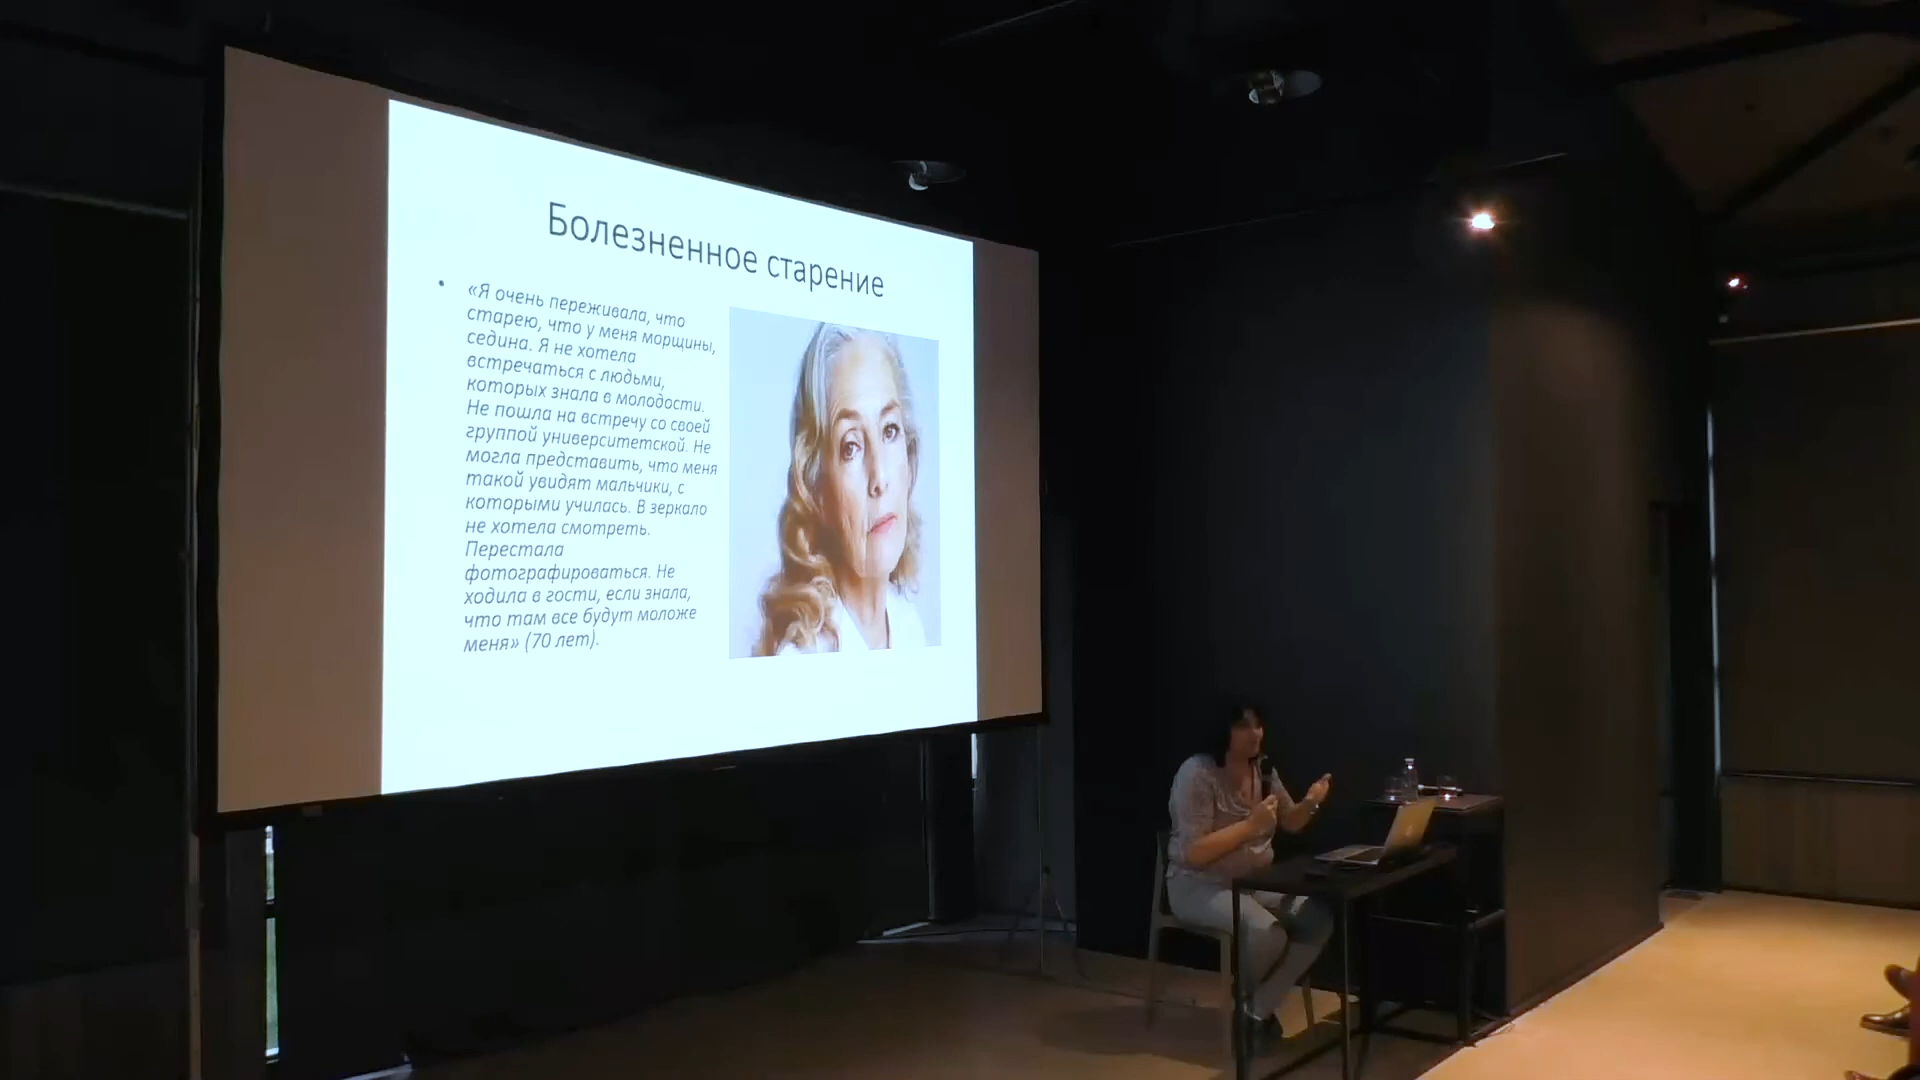 Болезненное старение
• «Я очень переживала, что
старею, что у меня морщины,
седина. Я не хотела
встречаться с людьми,
которых знала в молодости.
Не пошла на встречу со своей
группой университетской. Не
могла представить, что меня
такой увидят мальчики, с
которыми училась. В зеркало
не хотела смотреть.
Перестала
фотографироваться. Не
ходила в гости, если знала,
что там все будут моложе
меня» (70 лет).